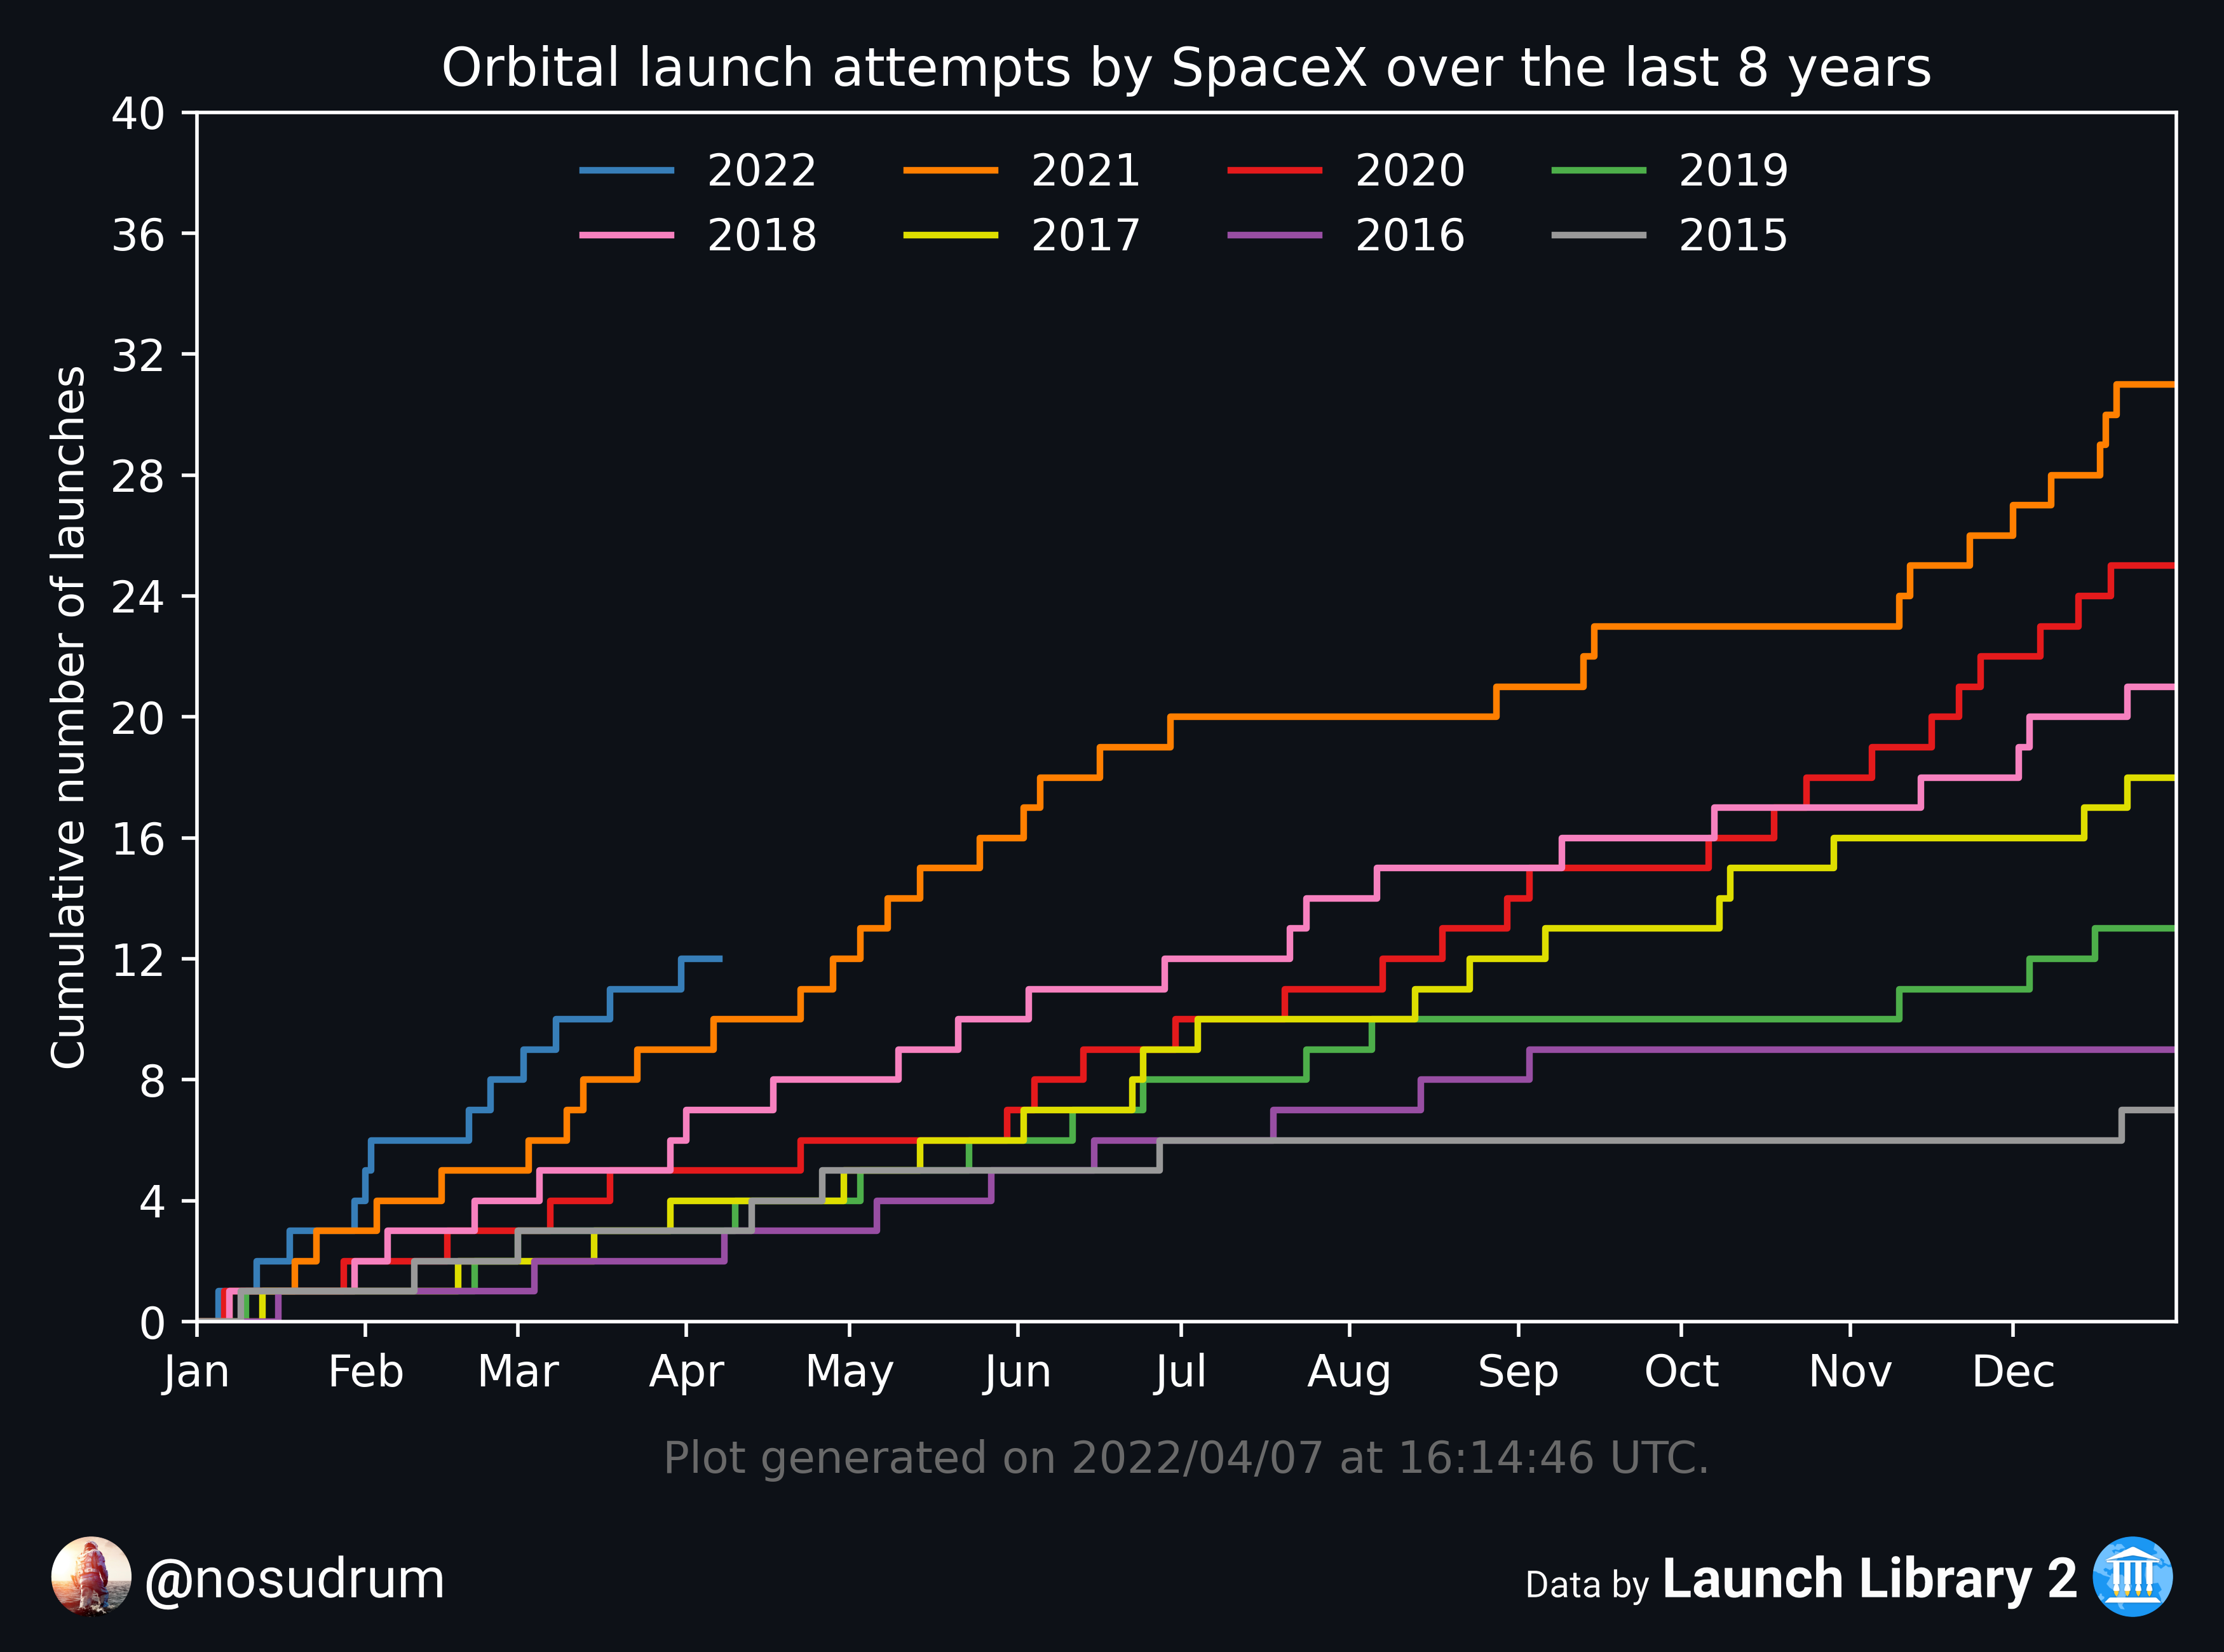 Orbital launch attempts by SpaceX over the last 8 years
40
36
32
28
24
20
16
12
8
4
0
Cumulative number of launches
2022 2021 2020 2019
2018 2017 2016 2015
Jan Feb Mar Apr May Jun Jul Aug Sep Oct Nov Dec
Plot generated on 2022/04/07 at 16:14:46 UTC.
@nosudrum
Data by Launch Library 2